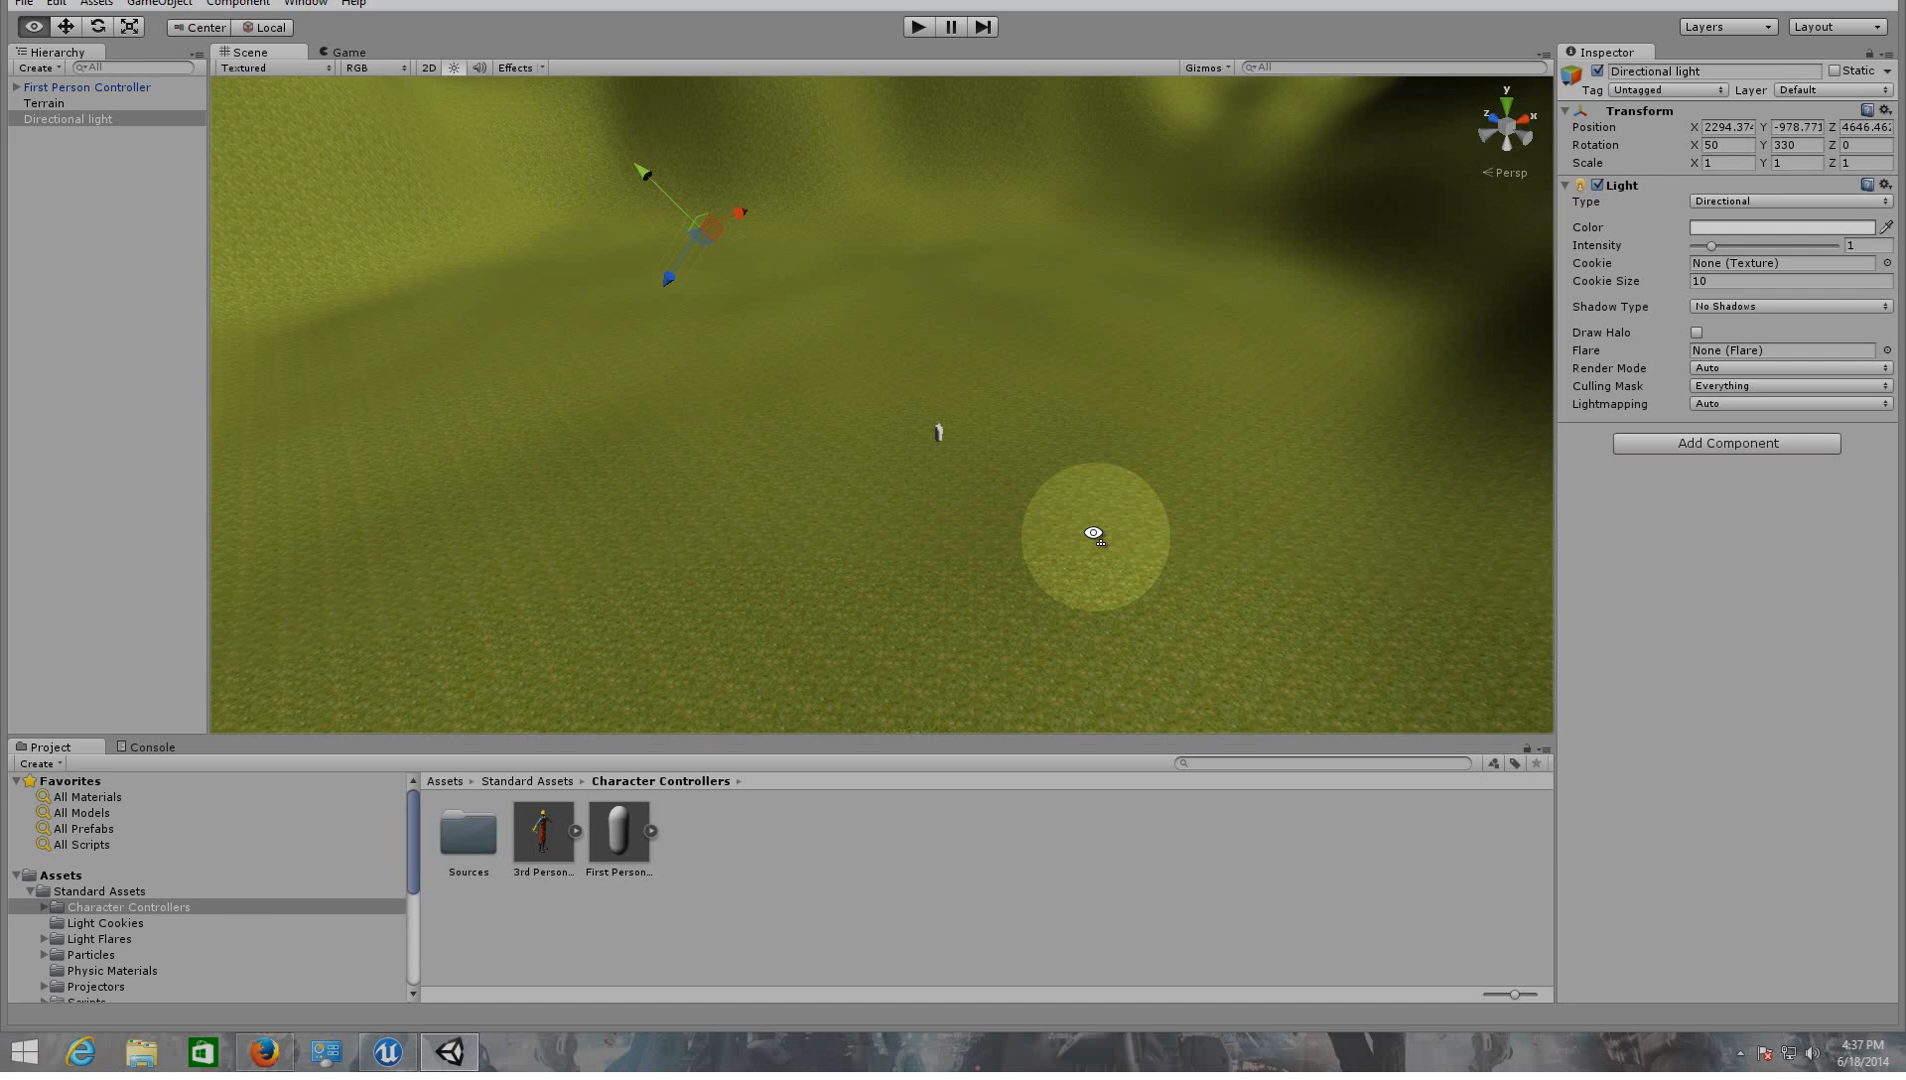 File Edit Assets GameObject Component Window Help
Center Local
Layers Layout
Hierarchy
Create All
First Person Controller
Terrain
Directional light
Scene Game
Textured RGB 2D Effects Gizmos All
y
z x
Persp
Inspector
Directional light Static
Tag Untagged Layer Default
Transform
Position X 2294.374 Y -978.771 Z 4646.462
Rotation X 50 Y 330 Z 0
Scale X 1 Y 1 Z 1
Light
Type Directional
Color
Intensity 1
Cookie None (Texture)
Cookie Size 10
Shadow Type No Shadows
Draw Halo
Flare None (Flare)
Render Mode Auto
Culling Mask Everything
Lightmapping Auto
Add Component
Project Console
Create
Favorites
All Materials
All Models
All Prefabs
All Scripts
Assets
Standard Assets
Character Controllers
Light Cookies
Light Flares
Particles
Physic Materials
Projectors
Scripts
Assets Standard Assets Character Controllers
Sources 3rd Person... First Person...
4:37 PM
6/18/2014